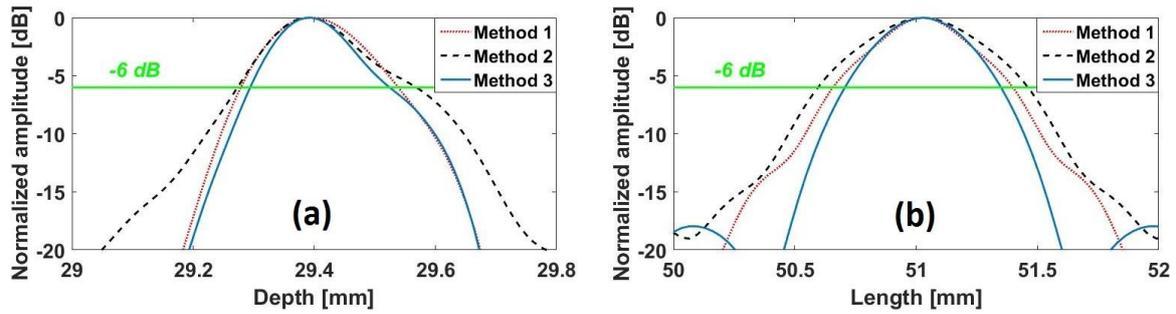 Normalized amplitude [dB]
0
-5
-10
-15
-20
-6 dB
Method 1
Method 2
Method 3
(a)
29 29.2 29.4 29.6 29.8
Depth [mm]
Normalized amplitude [dB]
0
-5
-10
-15
-20
-6 dB
Method 1
Method 2
Method 3
(b)
50 50.5 51 51.5 52
Length [mm]